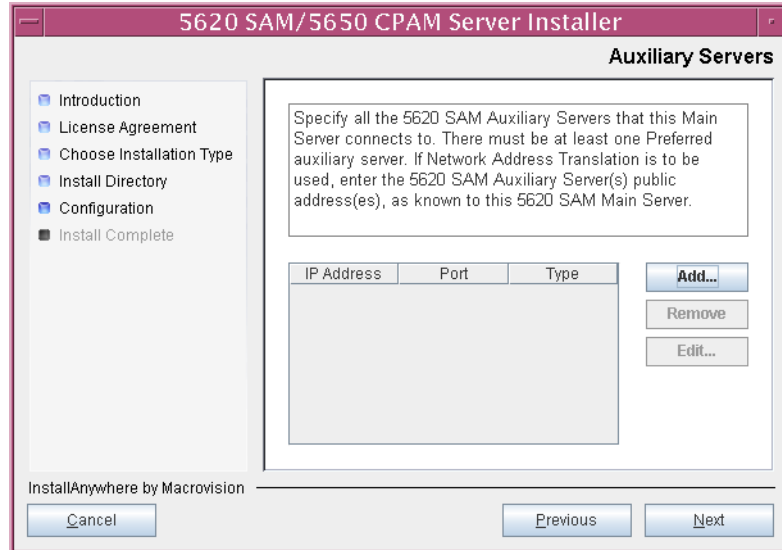 5620 SAM/5650 CPAM Server Installer
Auxiliary Servers
Introduction
License Agreement
Choose Installation Type
Install Directory
Configuration
Install Complete
Specify all the 5620 SAM Auxiliary Servers that this Main
Server connects to. There must be at least one Preferred
auxiliary server. If Network Address Translation is to be
used, enter the 5620 SAM Auxiliary Server(s) public
address(es), as known to this 5620 SAM Main Server.
IP Address Port Type
Add...
Remove
Edit...
InstallAnywhere by Macrovision
Cancel Previous Next